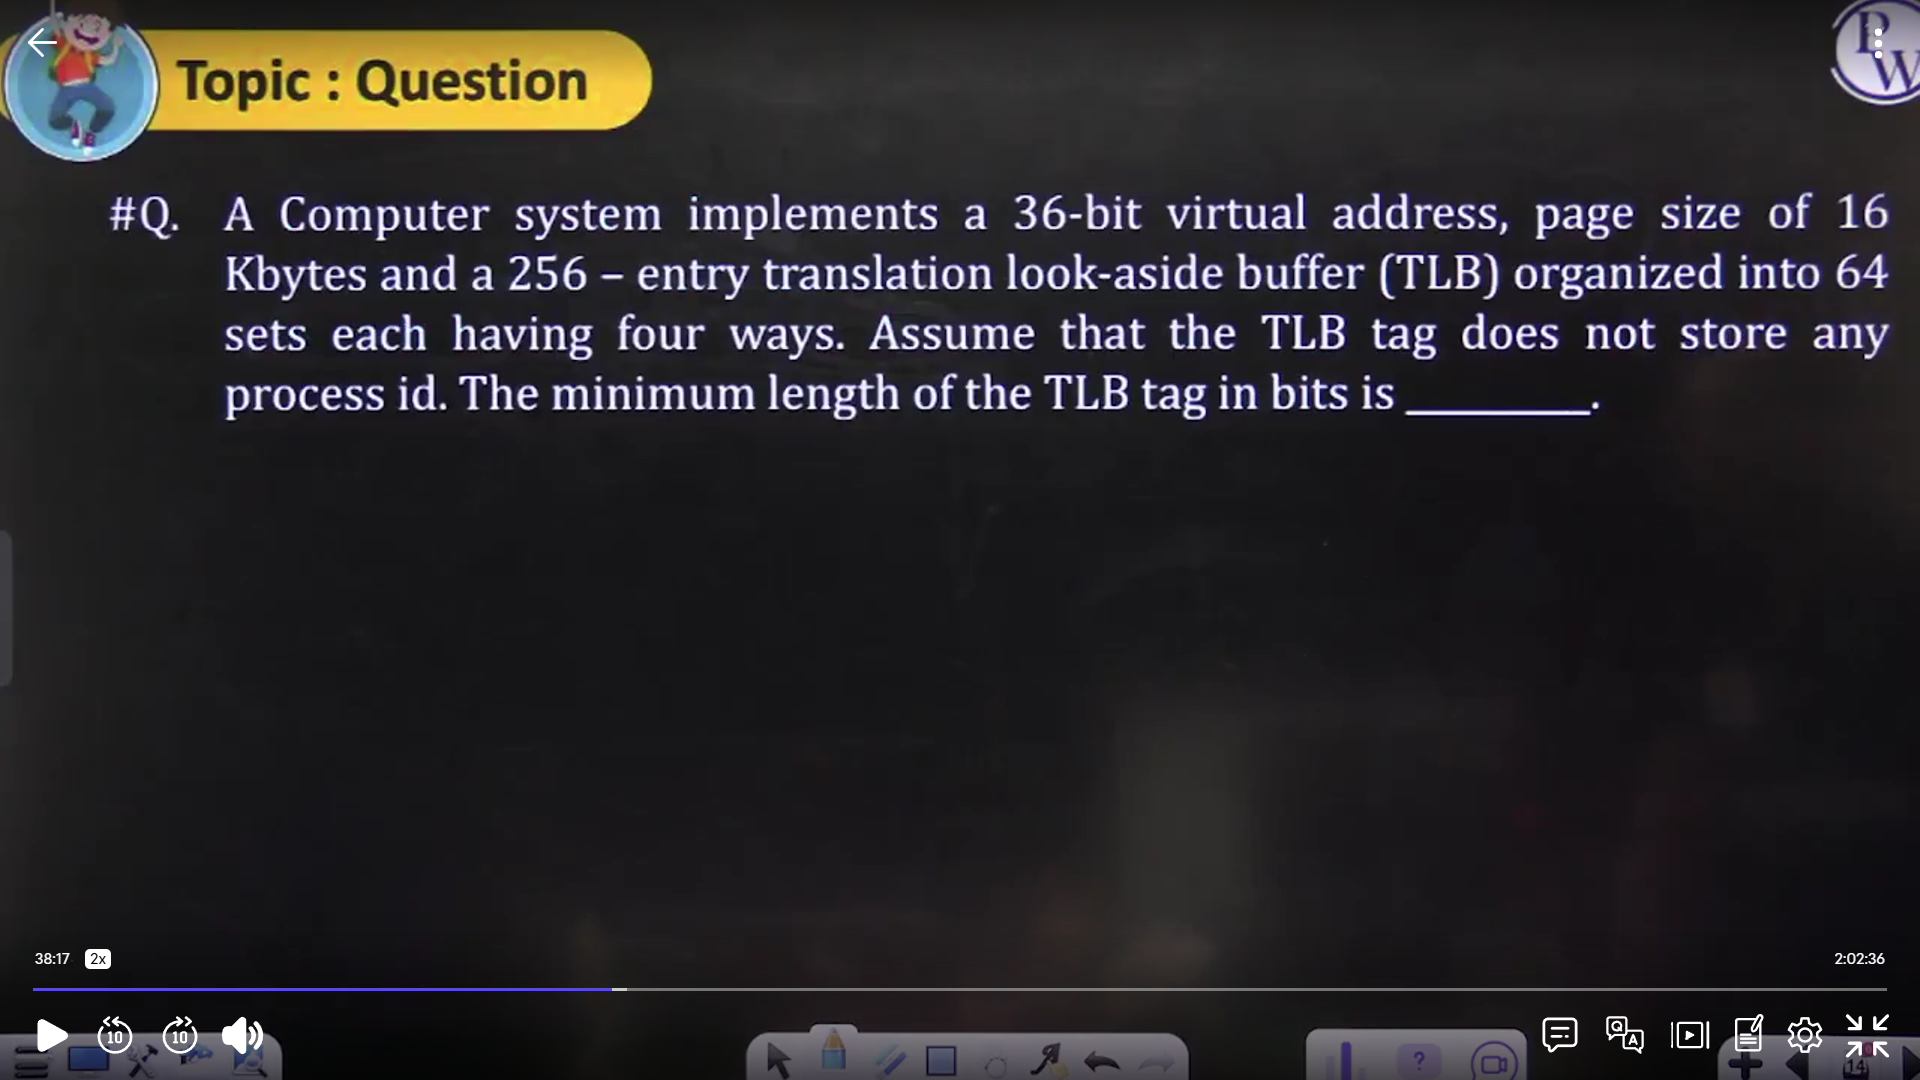 Topic : Question
PW
#Q. A Computer system implements a 36-bit virtual address, page size of 16
Kbytes and a 256 – entry translation look-aside buffer (TLB) organized into 64
sets each having four ways. Assume that the TLB tag does not store any
process id. The minimum length of the TLB tag in bits is ________.
38:17 2x 2:02:36
10 10 Q A
? 14